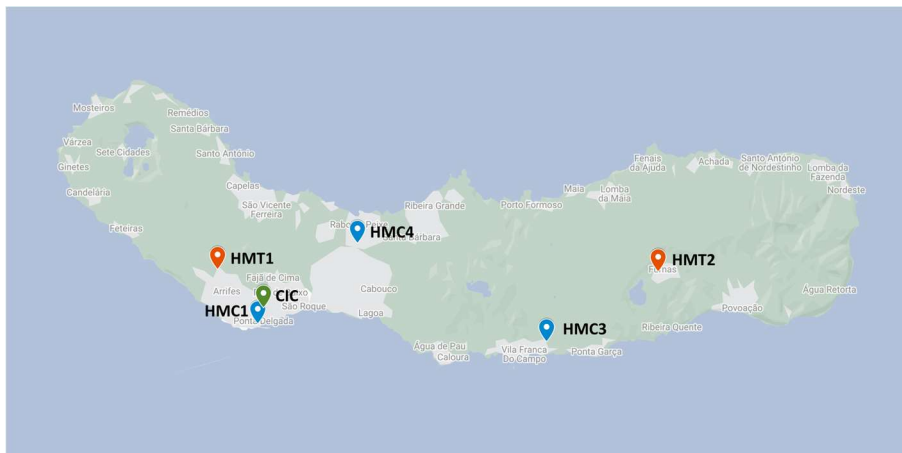 Mosteiros
Remédios
Santa Bárbara
Várzea
Sete Cidades
Santo António
Ginetes
Candelária
Capelas
São Vicente
Ferreira
Feteiras
Ribeira Grande
HMC4
Santa Bárbara
Porto Formoso
Maia
Lomba
da Maia
Fenais
da Ajuda
Achada
Santo António
de Nordestinho
Lomba da
Fazenda
Nordeste
HMT1
HMT2
Furnas
Fajã de Cima
Arrifes
CIC
HMC1
São Roque
Ponta Delgada
Cabouco
Lagoa
Água Retorta
Povoação
Ribeira Quente
HMC3
Água de Pau
Caloura
Vila Franca
Do Campo
Ponta Garça